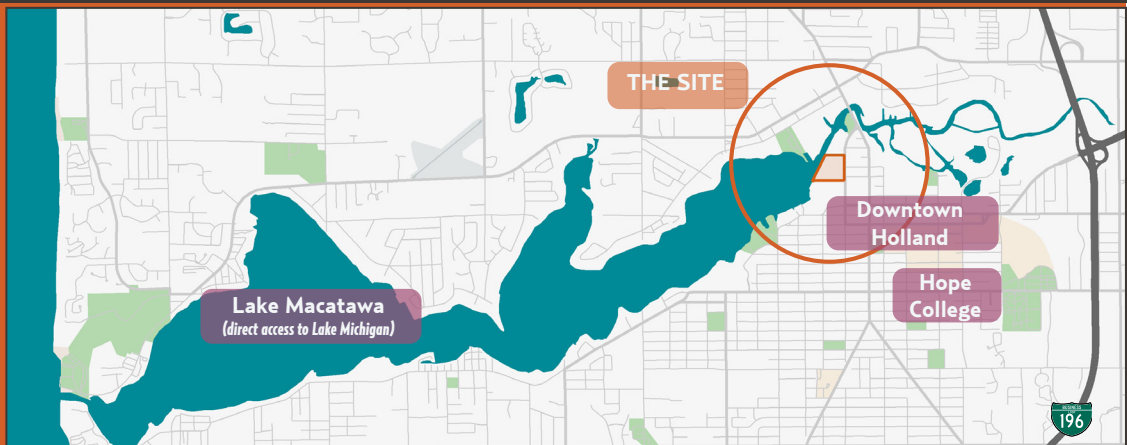 THE SITE
Downtown
Holland
Hope
College
Lake Macatawa
(direct access to Lake Michigan)
BUSINESS
196